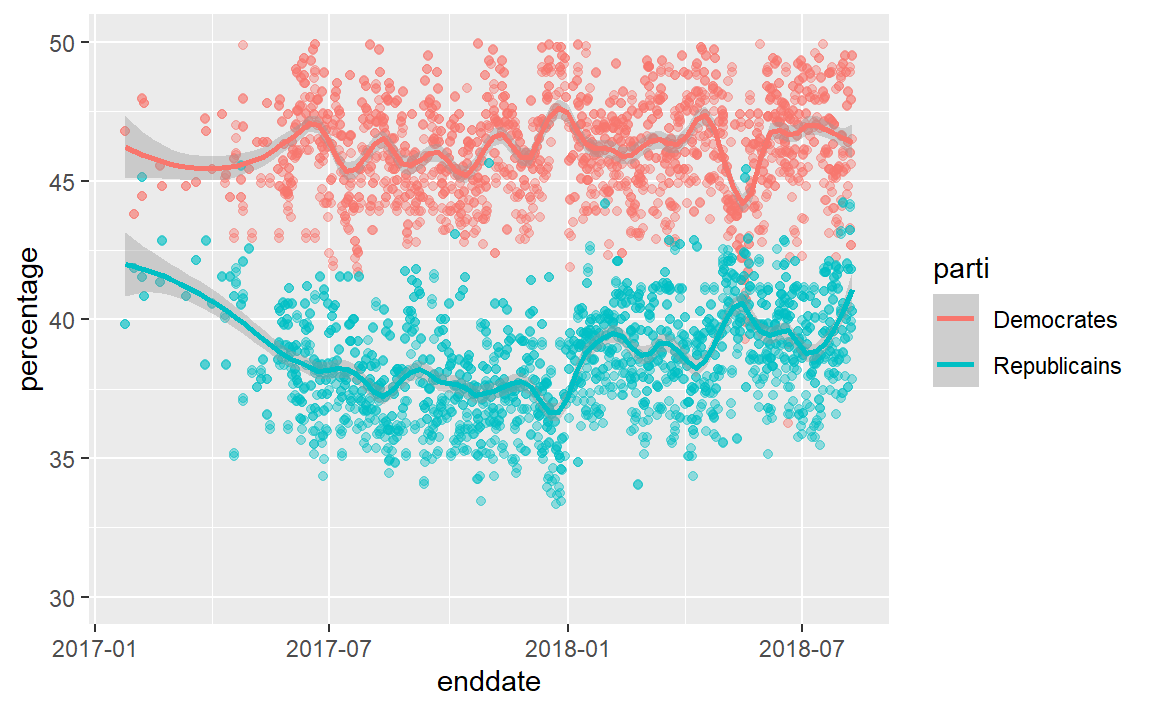 50
45
40
35
30
percentage
2017-01
2017-07
2018-01
2018-07
enddate
parti
Democrates
Republicains